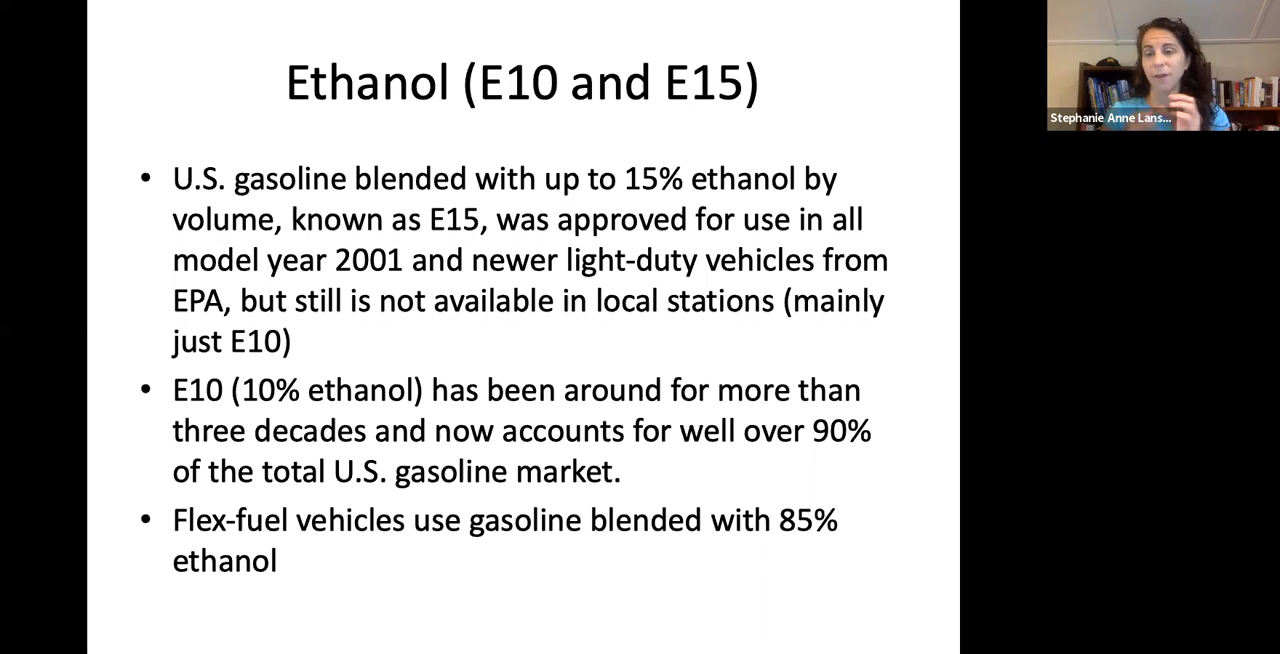 Ethanol (E10 and E15)
• U.S. gasoline blended with up to 15% ethanol by
volume, known as E15, was approved for use in all
model year 2001 and newer light-duty vehicles from
EPA, but still is not available in local stations (mainly
just E10)
• E10 (10% ethanol) has been around for more than
three decades and now accounts for well over 90%
of the total U.S. gasoline market.
• Flex-fuel vehicles use gasoline blended with 85%
ethanol
Stephanie Anne Lans...